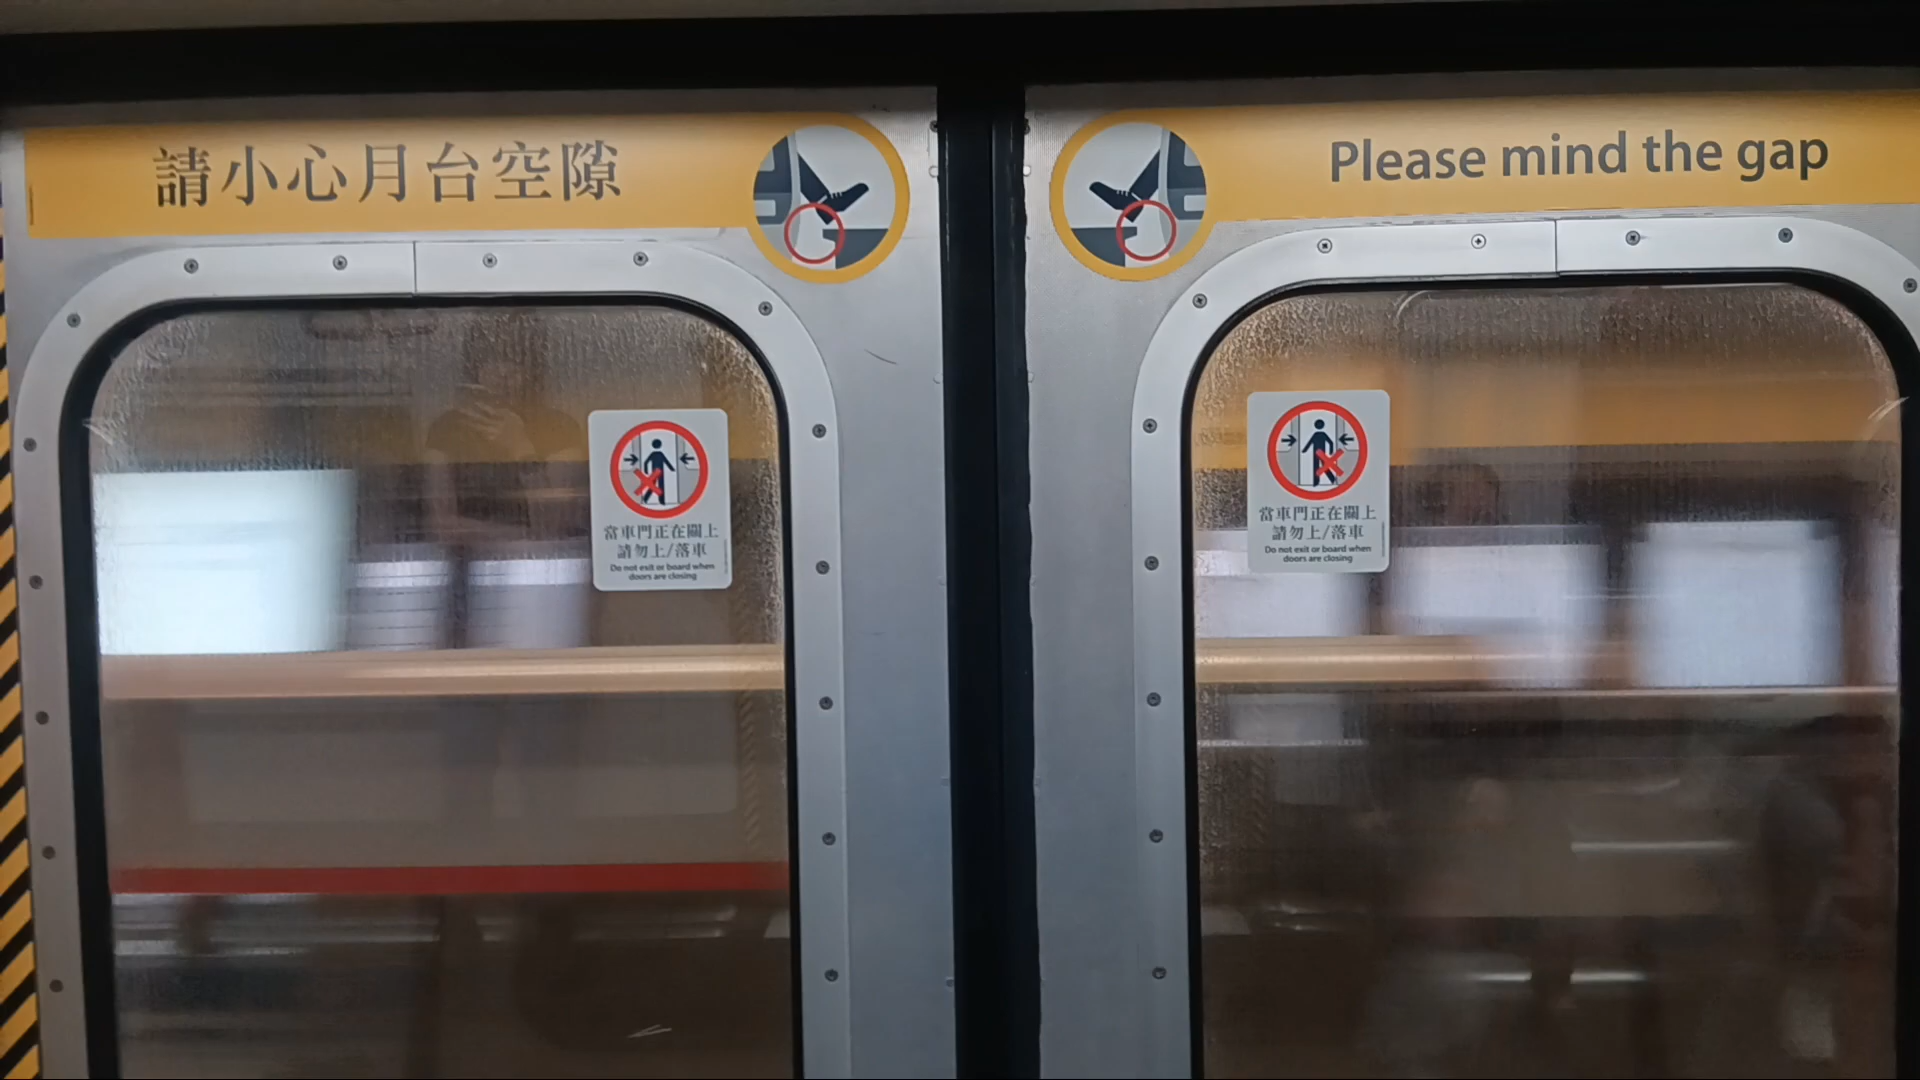 請小心月台空隙
Please mind the gap
當車門正在關上
請勿上/落車
Do not exit or board when
doors are closing
當車門正在關上
請勿上/落車
Do not exit or board when
doors are closing